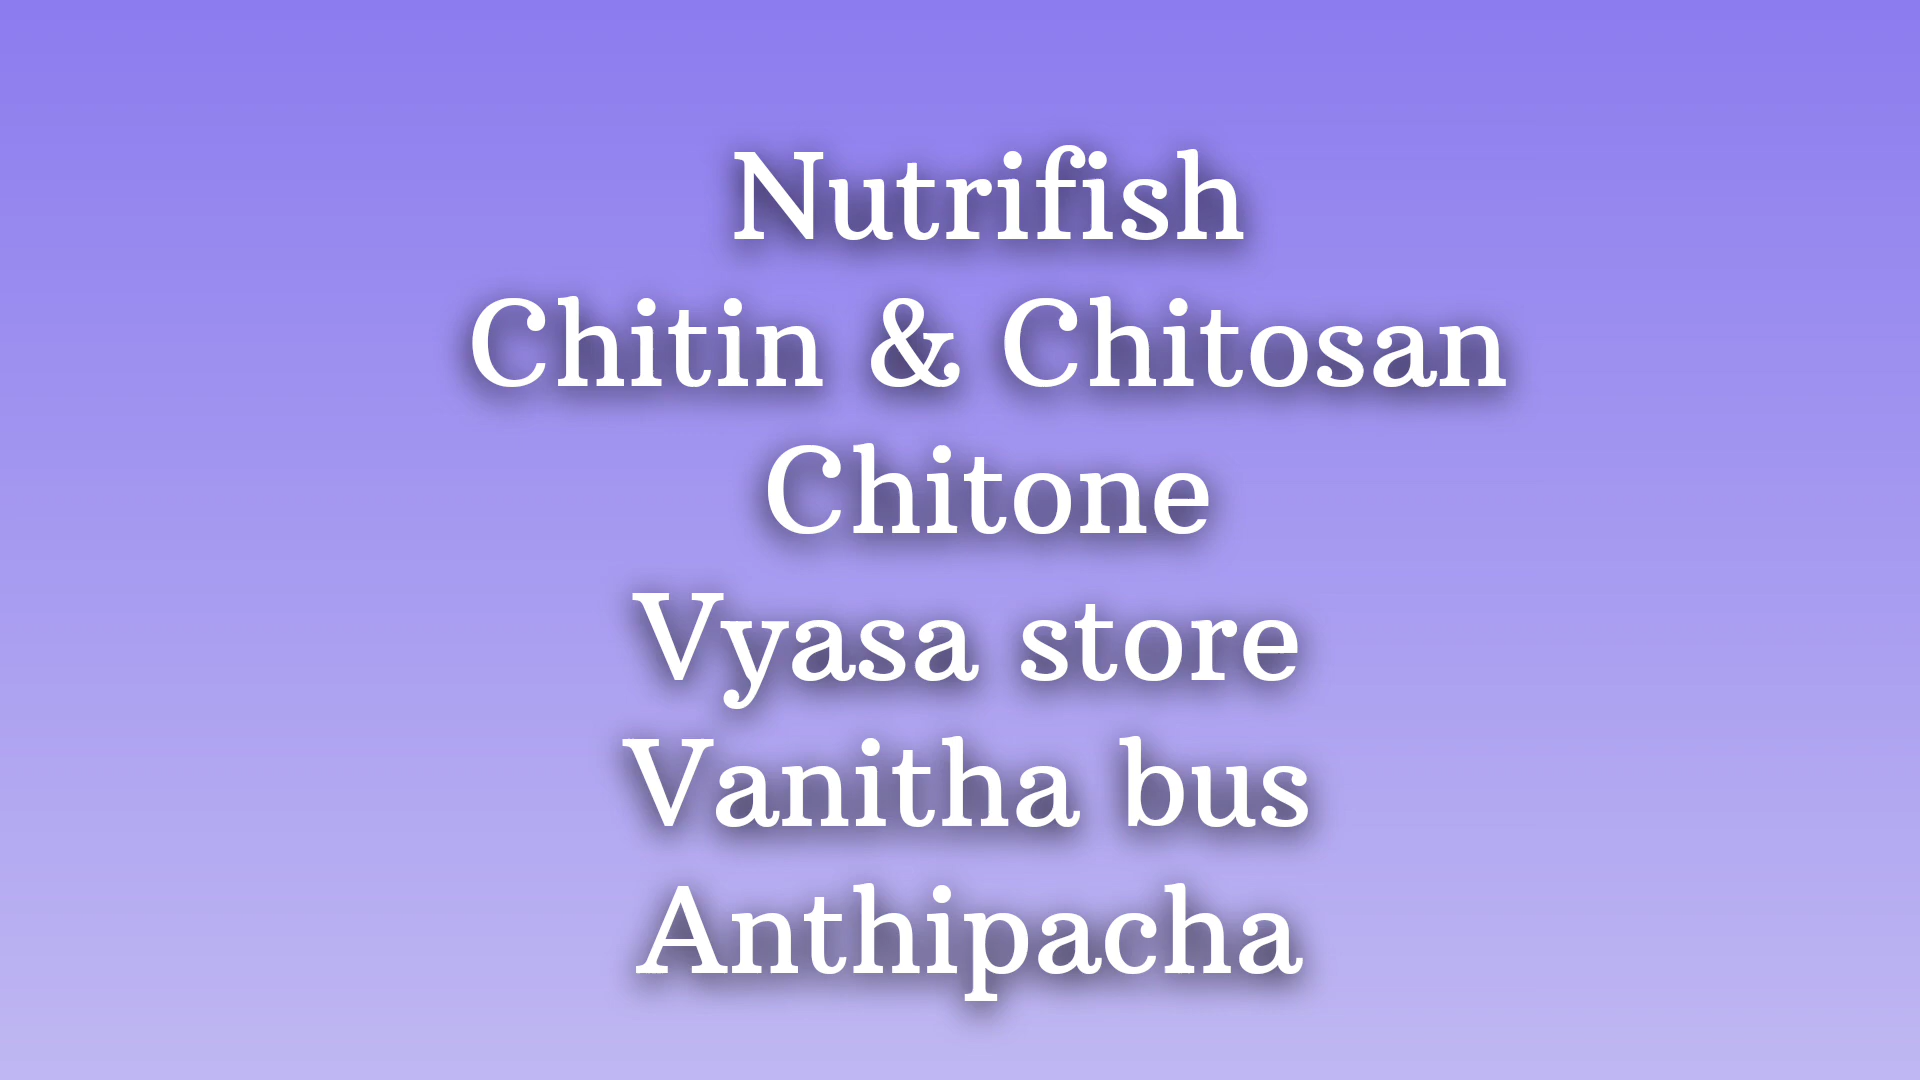 Nutrifish
Chitin & Chitosan
Chitone
Vyasa store
Vanitha bus
Anthipacha